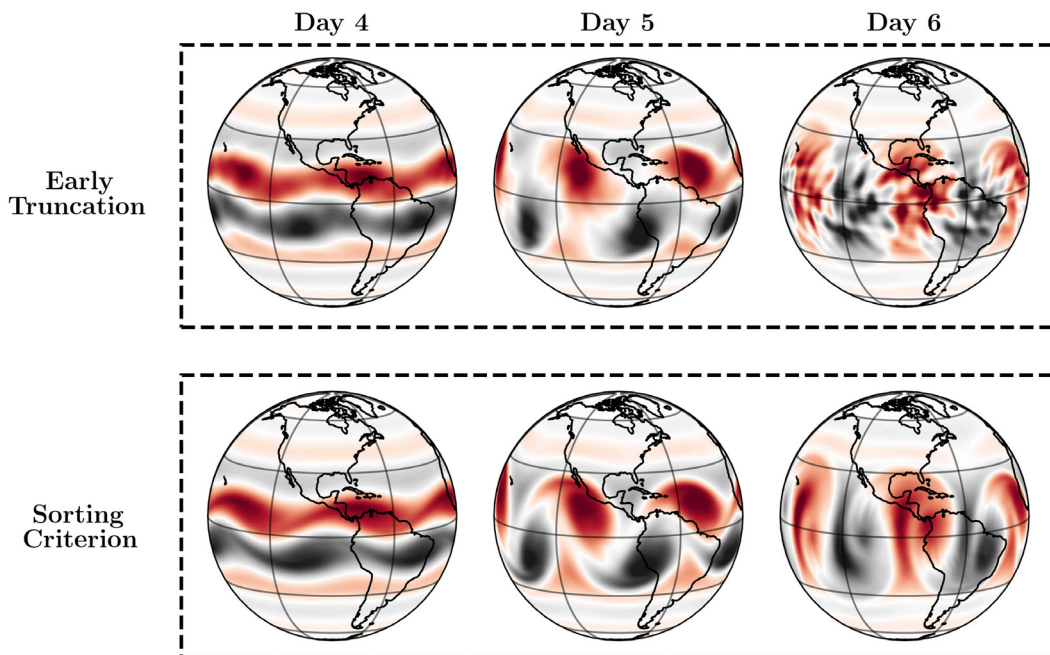 Day 4
Day 5
Day 6
Early
Truncation
Sorting
Criterion